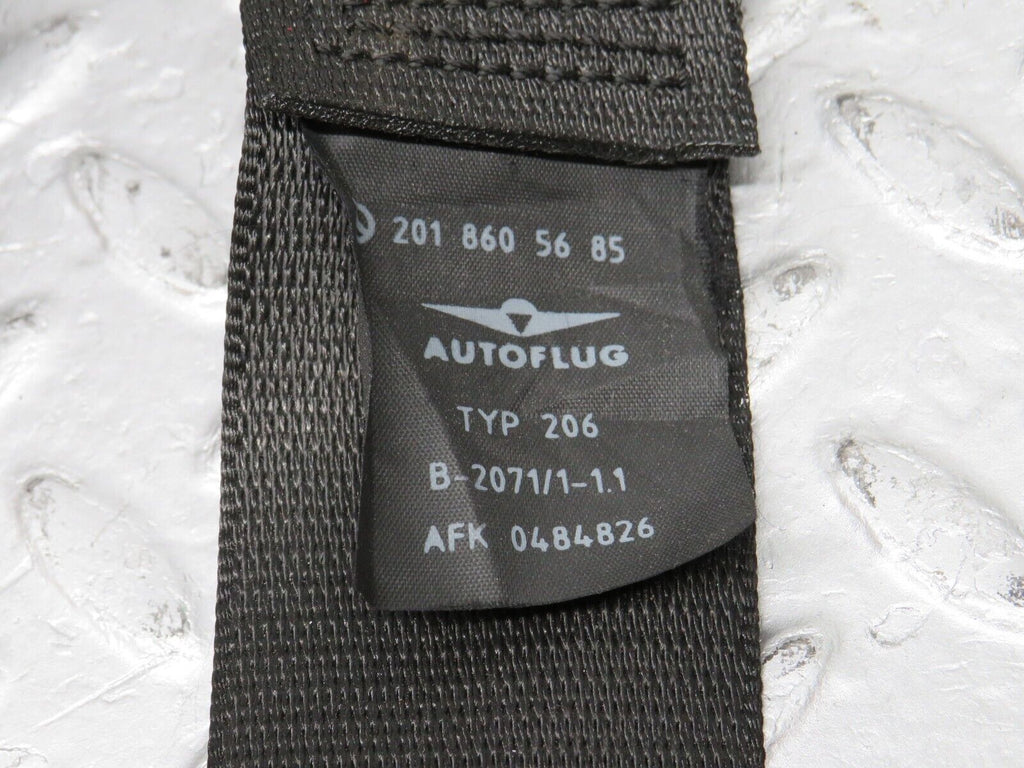 201 860 56 85
AUTOFLUG
TYP 206
B-2071/1-1.1
AFK 0484826